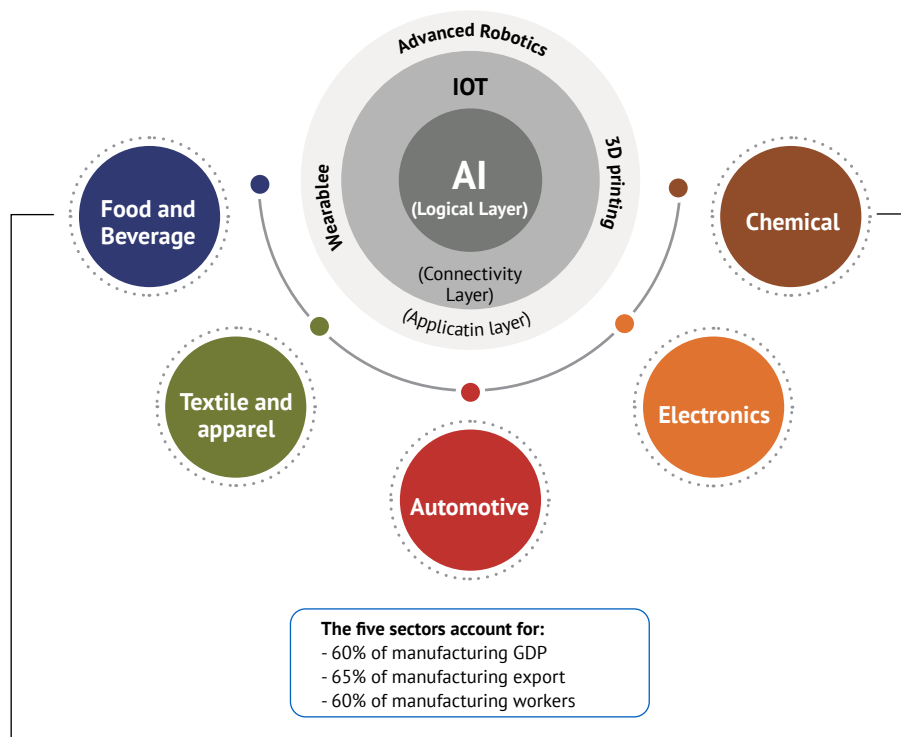 Advanced Robotics
IOT
AI
(Logical Layer)
Wearablee
3D printing
(Connectivity
Layer)
(Applicatin layer)
Food and
Beverage
Chemical
Textile and
apparel
Electronics
Automotive
The five sectors account for:
- 60% of manufacturing GDP
- 65% of manufacturing export
- 60% of manufacturing workers